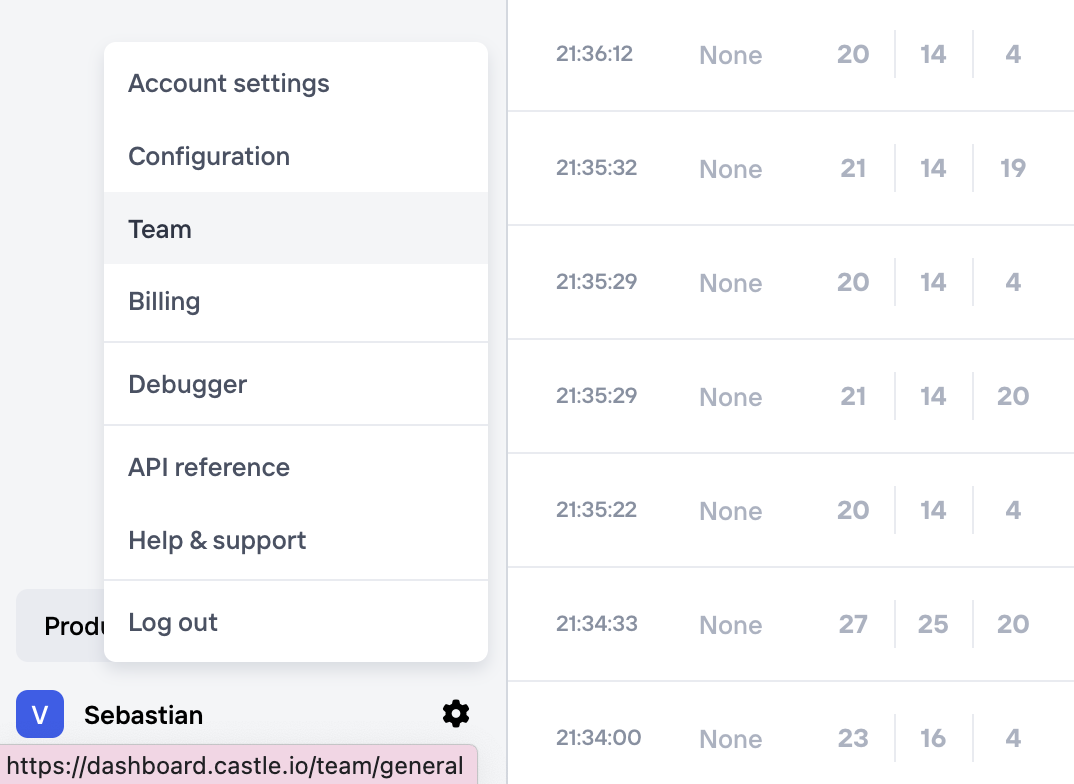 Account settings
Configuration
Team
Billing
Debugger
API reference
Help & support
Log out
Produ
V Sebastian
https://dashboard.castle.io/team/general
21:36:12 None 20 14 4
21:35:32 None 21 14 19
21:35:29 None 20 14 4
21:35:29 None 21 14 20
21:35:22 None 20 14 4
21:34:33 None 27 25 20
21:34:00 None 23 16 4